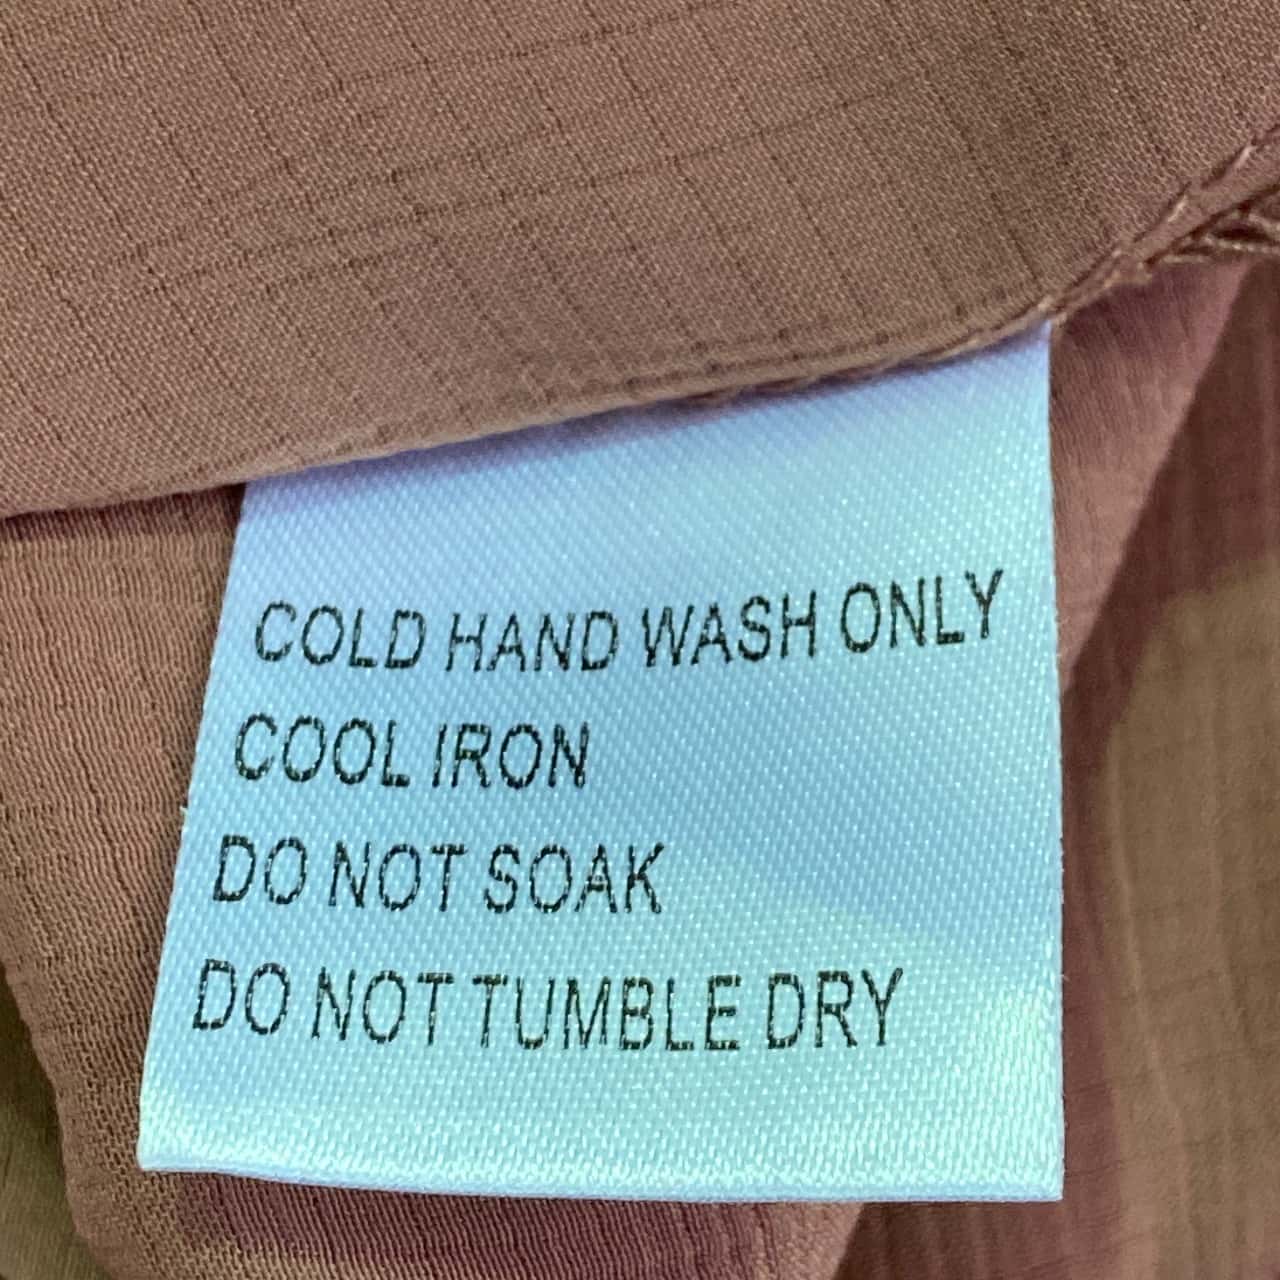 COLD HAND WASH ONLY
COOL IRON
DO NOT SOAK
DO NOT TUMBLE DRY